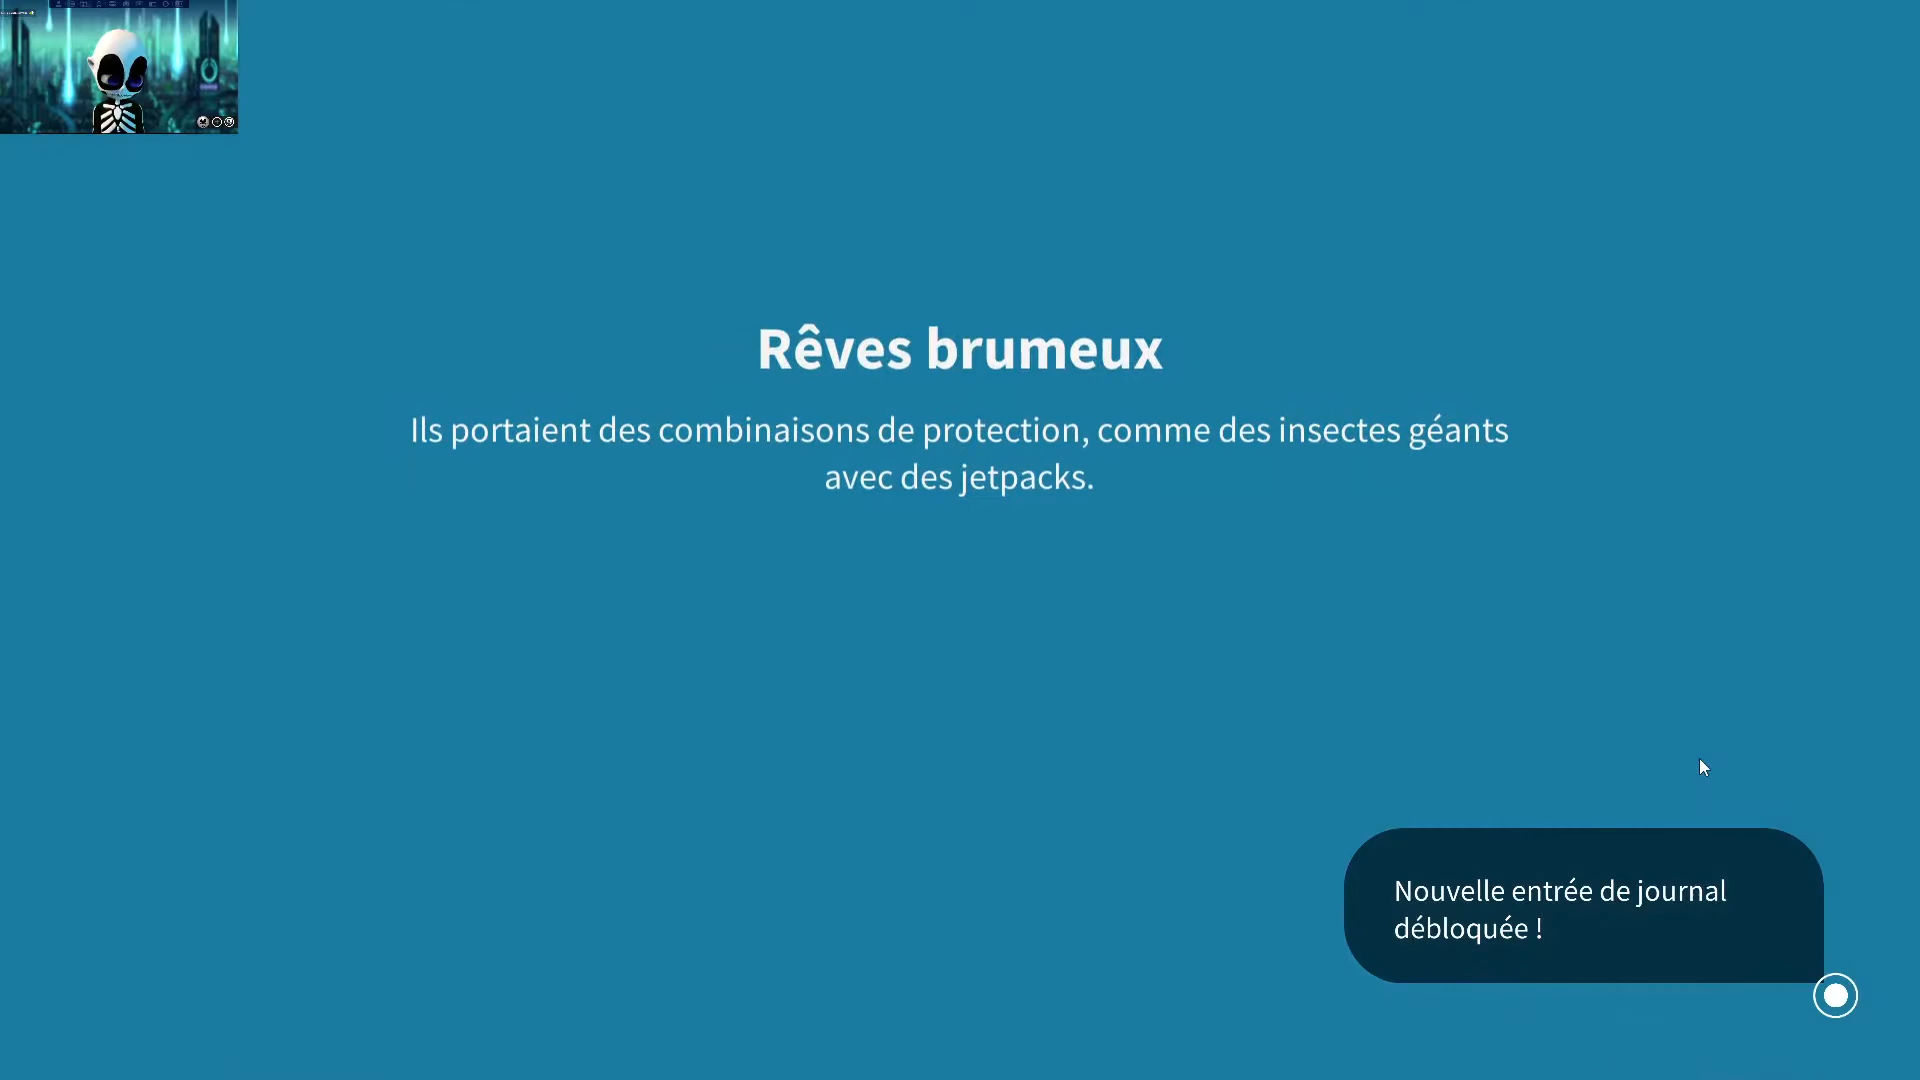 Rêves brumeux
Ils portaient des combinaisons de protection, comme des insectes géants
avec des jetpacks.
Nouvelle entrée de journal
débloquée !